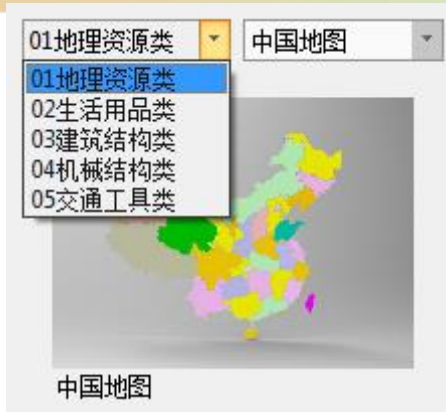 01地理资源类 中国地图
01地理资源类
02生活用品类
03建筑结构类
04机械结构类
05交通工具类
中国地图